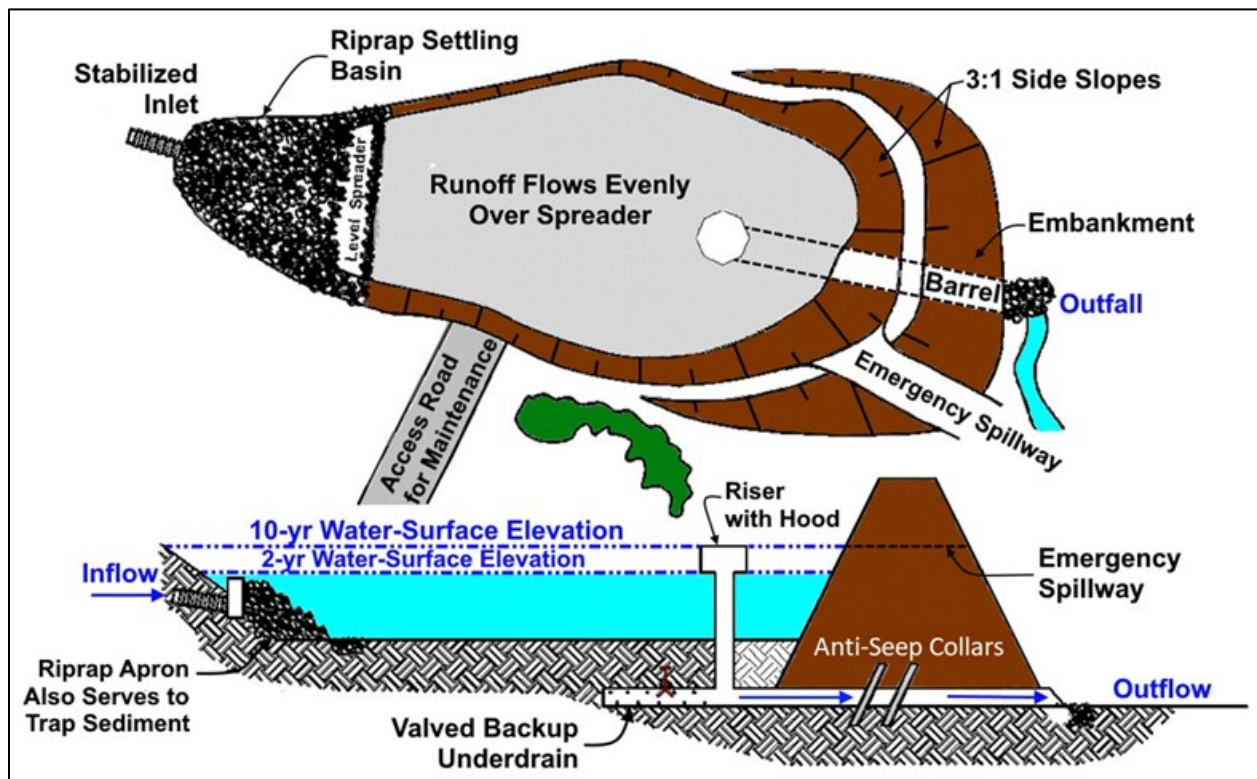 Riprap Settling
Basin
Stabilized
Inlet
3:1 Side Slopes
Level Spreader
Runoff Flows Evenly
Over Spreader
Embankment
Barrel
Outfall
Emergency Spillway
Access Road
for Maintenance
Riser
with Hood
10-yr Water-Surface Elevation
2-yr Water-Surface Elevation
Inflow
Emergency
Spillway
Anti-Seep Collars
Riprap Apron
Also Serves to
Trap Sediment
Outflow
Valved Backup
Underdrain